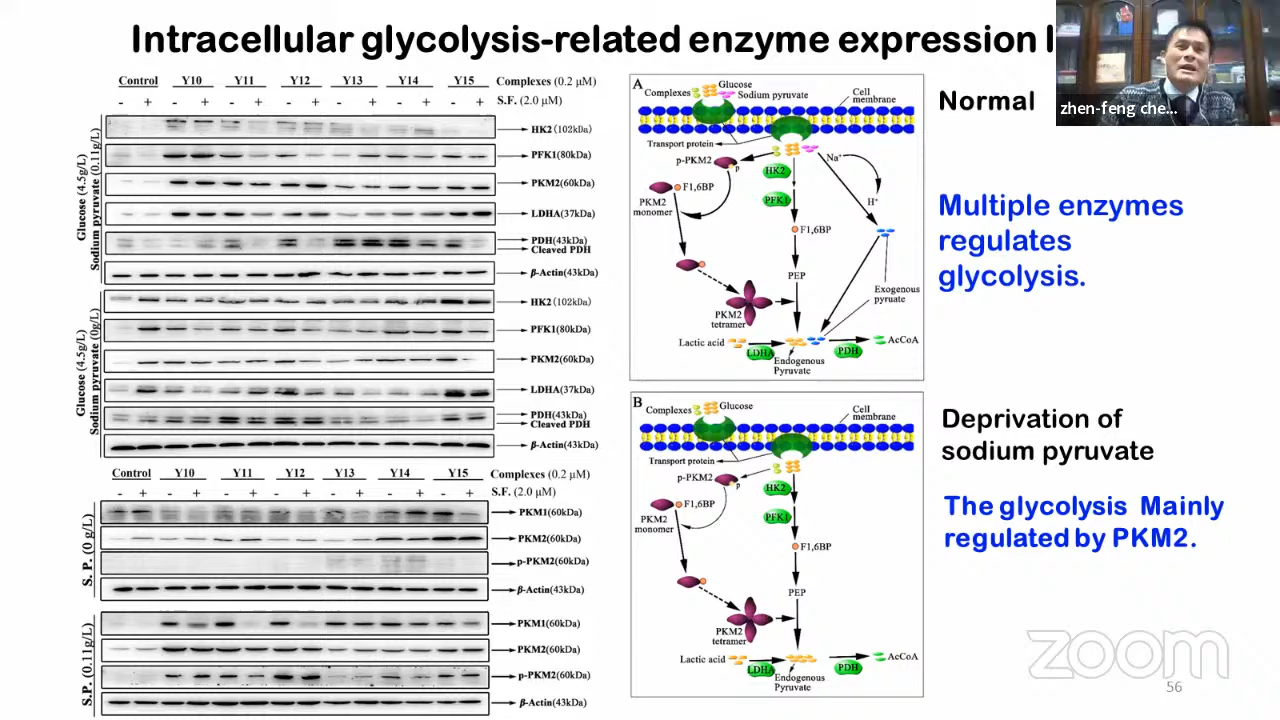 Intracellular glycolysis-related enzyme expression
Control Y10 Y11 Y12 Y13 Y14 Y15 Complexes (0.2 μM)
- + - + - + - + - + - + - + S.F. (2.0 μM)
Glucose (4.5g/L)
Sodium pyruvate (0.11g/L)
HK2 (102kDa)
PFK1(80kDa)
PKM2(60kDa)
LDHA(37kDa)
PDH(43kDa)
Cleaved PDH
β-Actin(43kDa)
Glucose (4.5g/L)
Sodium pyruvate (0g/L)
HK2 (102kDa)
PFK1(80kDa)
PKM2(60kDa)
LDHA(37kDa)
PDH(43kDa)
Cleaved PDH
β-Actin(43kDa)
Control Y10 Y11 Y12 Y13 Y14 Y15 Complexes (0.2 μM)
- + - + - + - + - + - + - + S.F. (2.0 μM)
S. P. (0 g/L)
PKM1(60kDa)
PKM2(60kDa)
p-PKM2(60kDa)
β-Actin(43kDa)
S.P. (0.11g/L)
PKM1(60kDa)
PKM2(60kDa)
p-PKM2(60kDa)
β-Actin(43kDa)
A
Complexes
Glucose
Sodium pyruvate
Cell
membrane
Transport protein
p-PKM2
P
HK2
Na⁺
H⁺
PKM2
monomer
F1,6BP
PFK1
F1,6BP
PEP
PKM2
tetramer
Exogenous
pyruate
Lactic acid
LDHA
Endogenous
Pyruvate
PDH
AcCoA
B
Complexes
Glucose
Cell
membrane
Transport protein
p-PKM2
P
HK2
PKM2
monomer
F1,6BP
PFK1
F1,6BP
PEP
PKM2
tetramer
Lactic acid
LDHA
Endogenous
Pyruvate
PDH
AcCoA
Normal
Multiple enzymes
regulates
glycolysis.
Deprivation of
sodium pyruvate
The glycolysis Mainly
regulated by PKM2.
zhen-feng che...
zoom
56